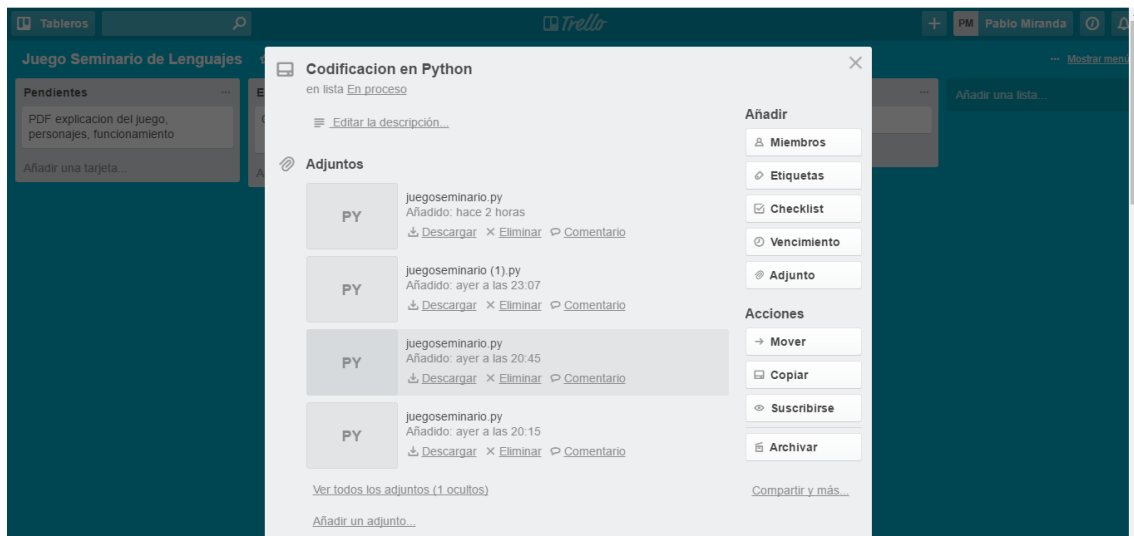 Tableros
Trello
PM Pablo Miranda
Juego Seminario de Lenguajes
... Mostrar menú
Pendientes ...
PDF explicacion del juego,
personajes, funcionamiento
Añadir una tarjeta...
Añadir una lista...
Codificacion en Python
en lista En proceso
Editar la descripción...
Adjuntos
PY
juegoseminario.py
Añadido: hace 2 horas
Descargar Eliminar Comentario
PY
juegoseminario (1).py
Añadido: ayer a las 23:07
Descargar Eliminar Comentario
PY
juegoseminario.py
Añadido: ayer a las 20:45
Descargar Eliminar Comentario
PY
juegoseminario.py
Añadido: ayer a las 20:15
Descargar Eliminar Comentario
Ver todos los adjuntos (1 ocultos)
Añadir un adjunto...
Añadir
Miembros
Etiquetas
Checklist
Vencimiento
Adjunto
Acciones
Mover
Copiar
Suscribirse
Archivar
Compartir y más...